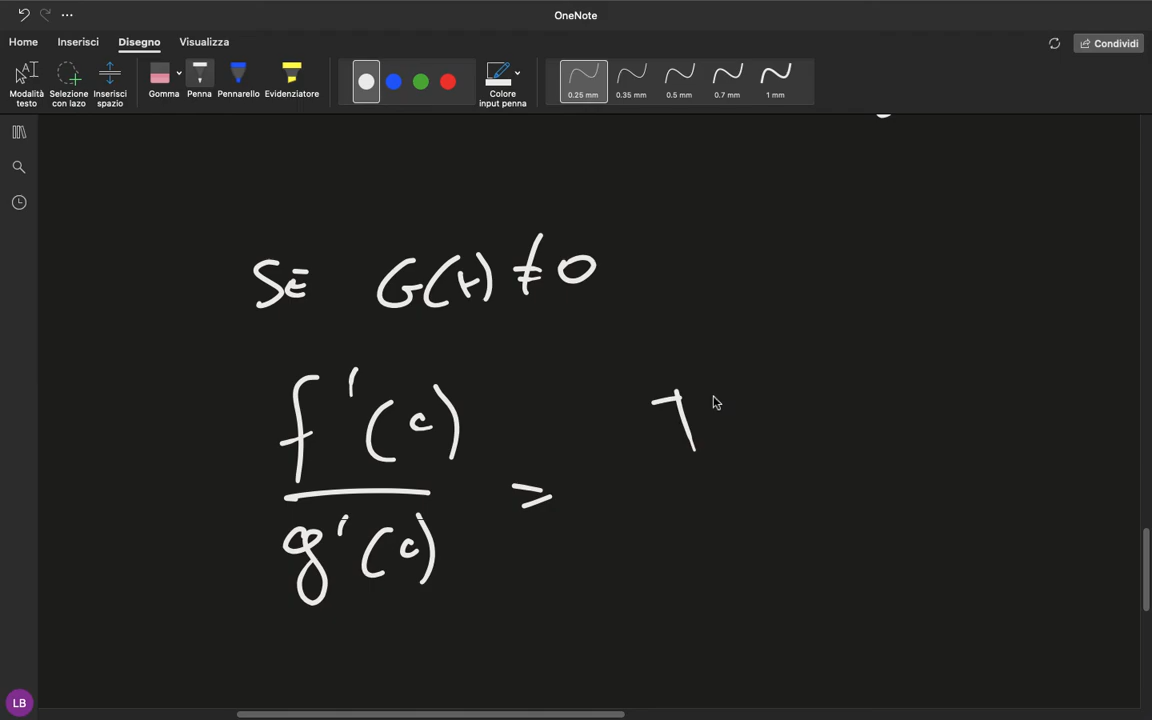 OneNote
Home Inserisci Disegno Visualizza
Condividi
Modalità testo
Selezione con lazo
Inserisci spazio
Gomma
Penna
Pennarello
Evidenziatore
Colore input penna
0.25 mm
0.35 mm
0.5 mm
0.7 mm
1 mm
SE G(t) ≠ 0
f'(c)
g'(c) =
LB